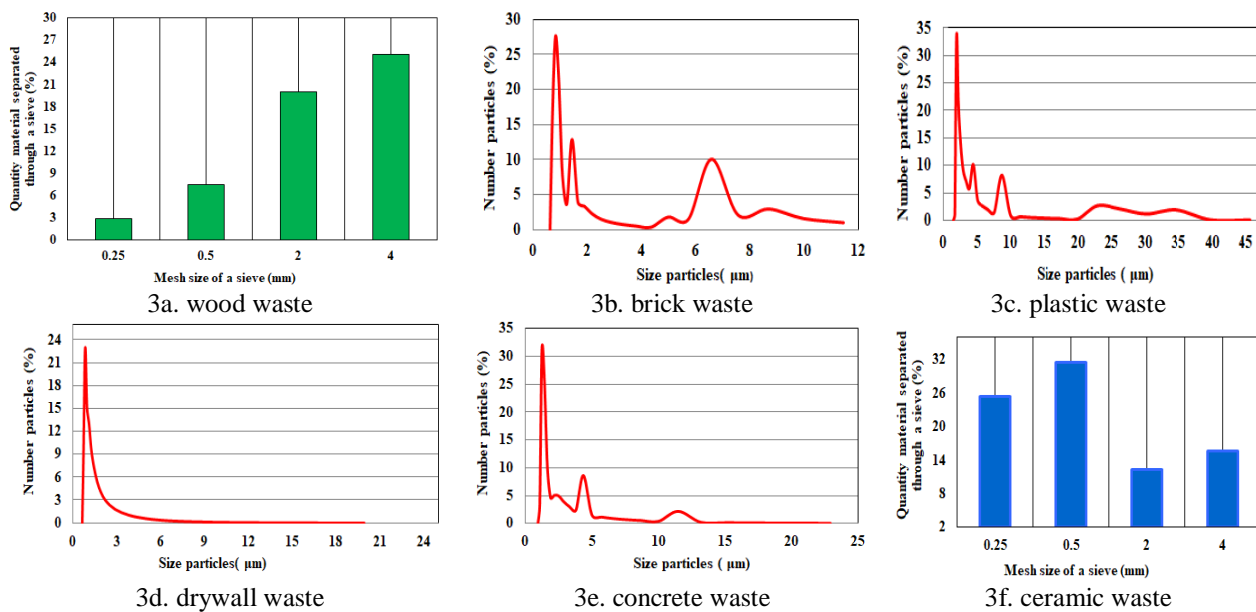 Quantity material separated
through a sieve (%)
30
27
24
21
18
15
12
9
6
3
0
0.25 0.5 2 4
Mesh size of a sieve (mm)
3a. wood waste
Number particles (%)
30
25
20
15
10
5
0
0 2 4 6 8 10 12
Size particles( µm)
3b. brick waste
Number particles (%)
35
30
25
20
15
10
5
0
0 5 10 15 20 25 30 35 40 45
Size particles ( µm)
3c. plastic waste
Number particles (%)
24
21
18
15
12
9
6
3
0
0 3 6 9 12 15 18 21 24
Size particles( µm)
3d. drywall waste
Number particles (%)
35
30
25
20
15
10
5
0
0 5 10 15 20 25
Size particles ( µm)
3e. concrete waste
Quantity material separated
through a sieve (%)
32
26
20
14
8
2
0.25 0.5 2 4
Mesh size of a sieve (mm)
3f. ceramic waste